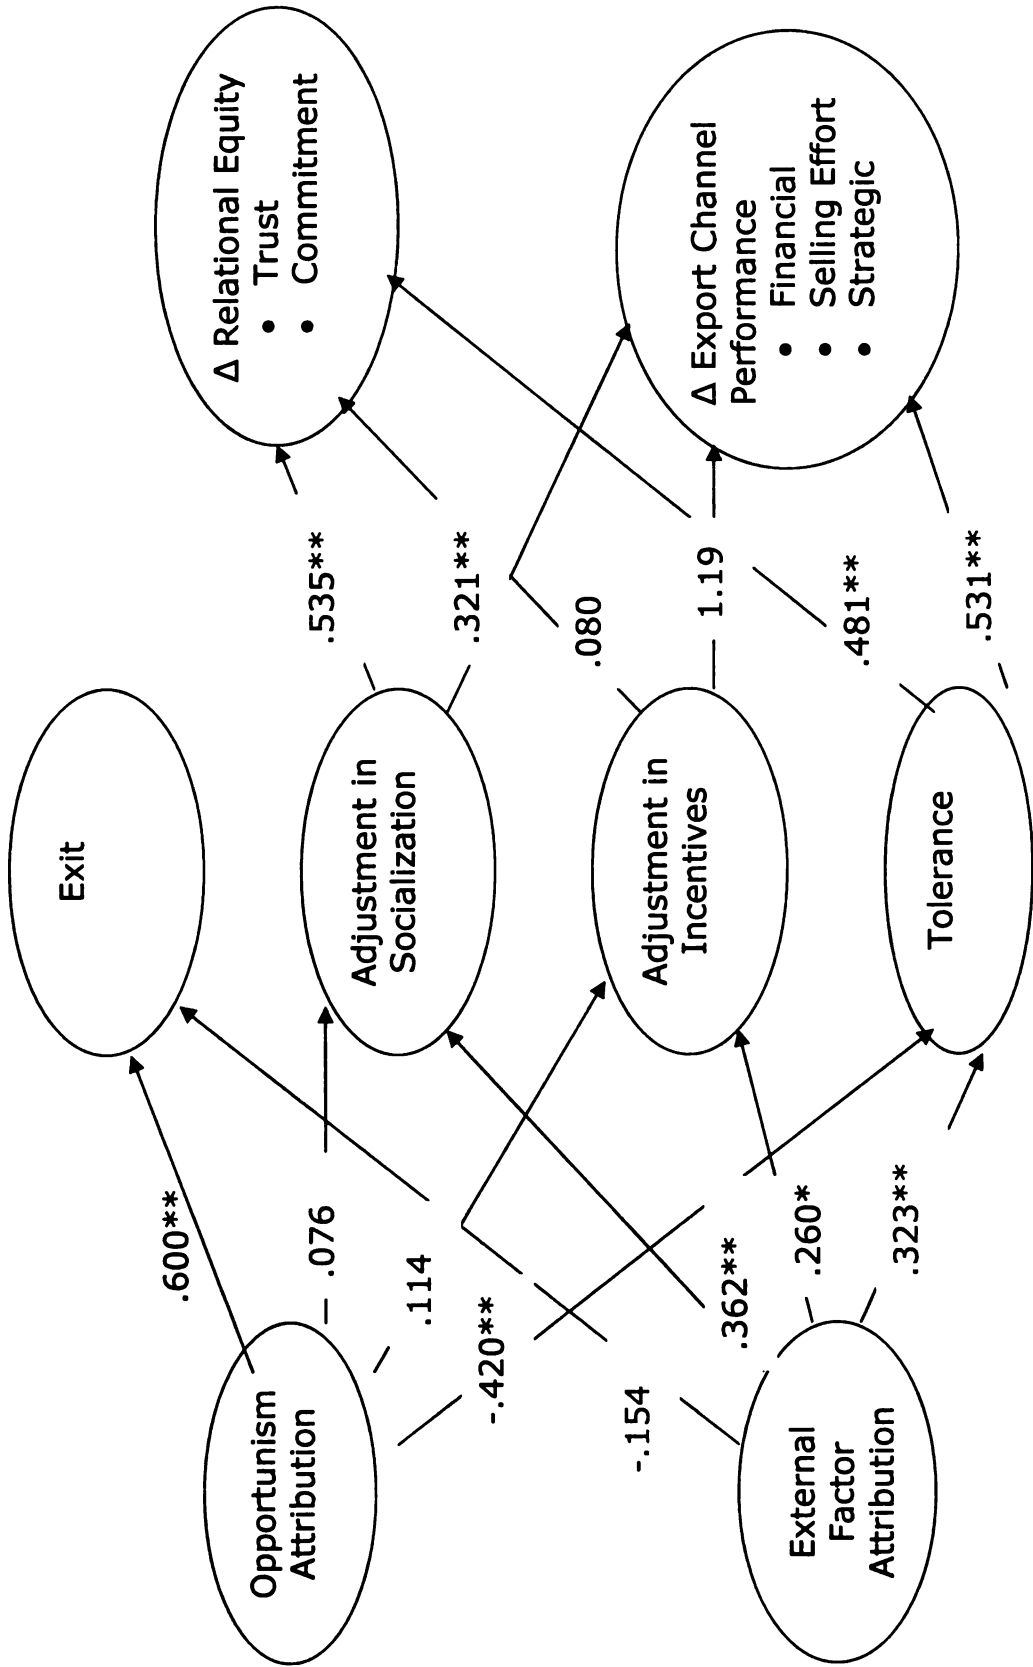 Opportunism
Attribution
External
Factor
Attribution
.600**
.076
.114
-.420**
-.154
.362**
.260*
.323**
Exit
Adjustment in
Socialization
Adjustment in
Incentives
Tolerance
.535**
.321**
.080
1.19
.481**
.531**
Δ Relational Equity
• Trust
• Commitment
Δ Export Channel
Performance
• Financial
• Selling Effort
• Strategic